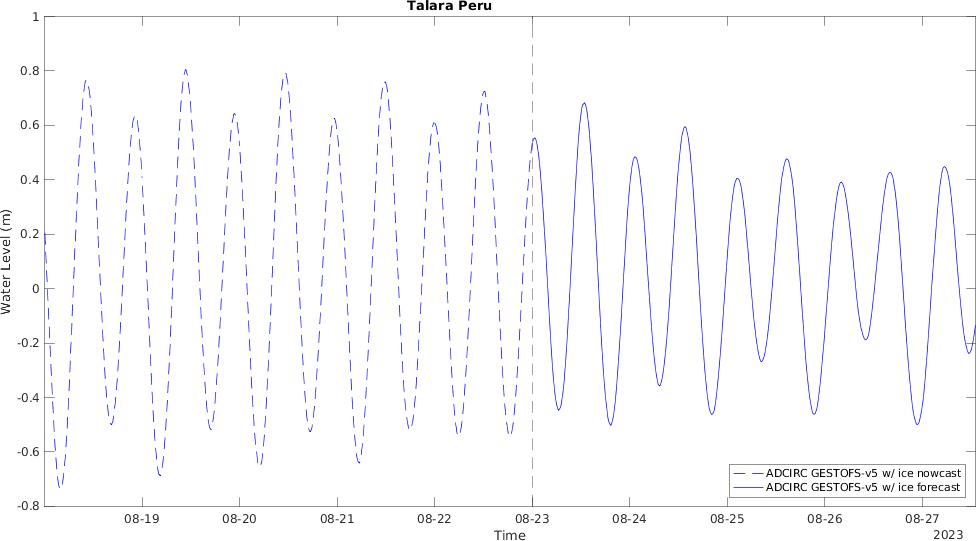 Talara Peru
1
0.8
0.6
0.4
0.2
0
-0.2
-0.4
-0.6
-0.8
Water Level (m)
ADCIRC GESTOFS-v5 w/ ice nowcast
ADCIRC GESTOFS-v5 w/ ice forecast
08-19 08-20 08-21 08-22 08-23 08-24 08-25 08-26 08-27
Time
2023